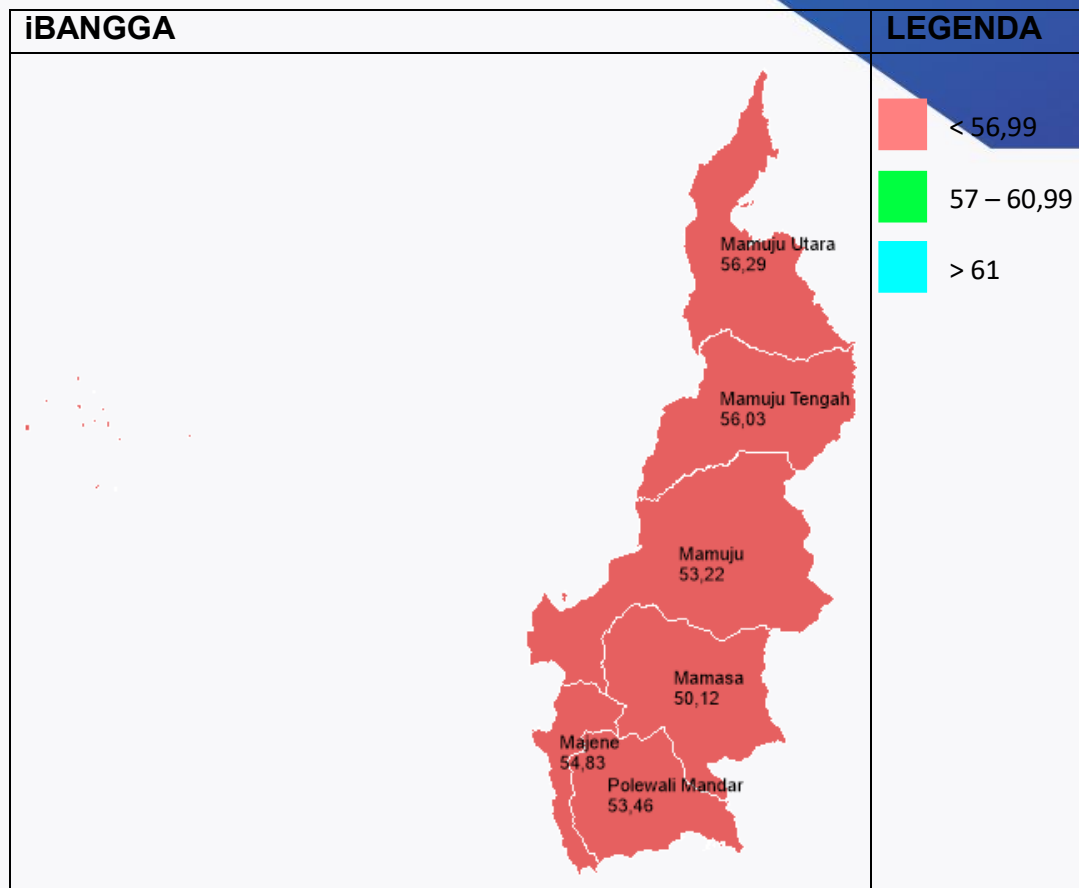 iBANGGA
LEGENDA
< 56,99
57 – 60,99
> 61
Mamuju Utara
56,29
Mamuju Tengah
56,03
Mamuju
53,22
Mamasa
50,12
Majene
54,83
Polewali Mandar
53,46